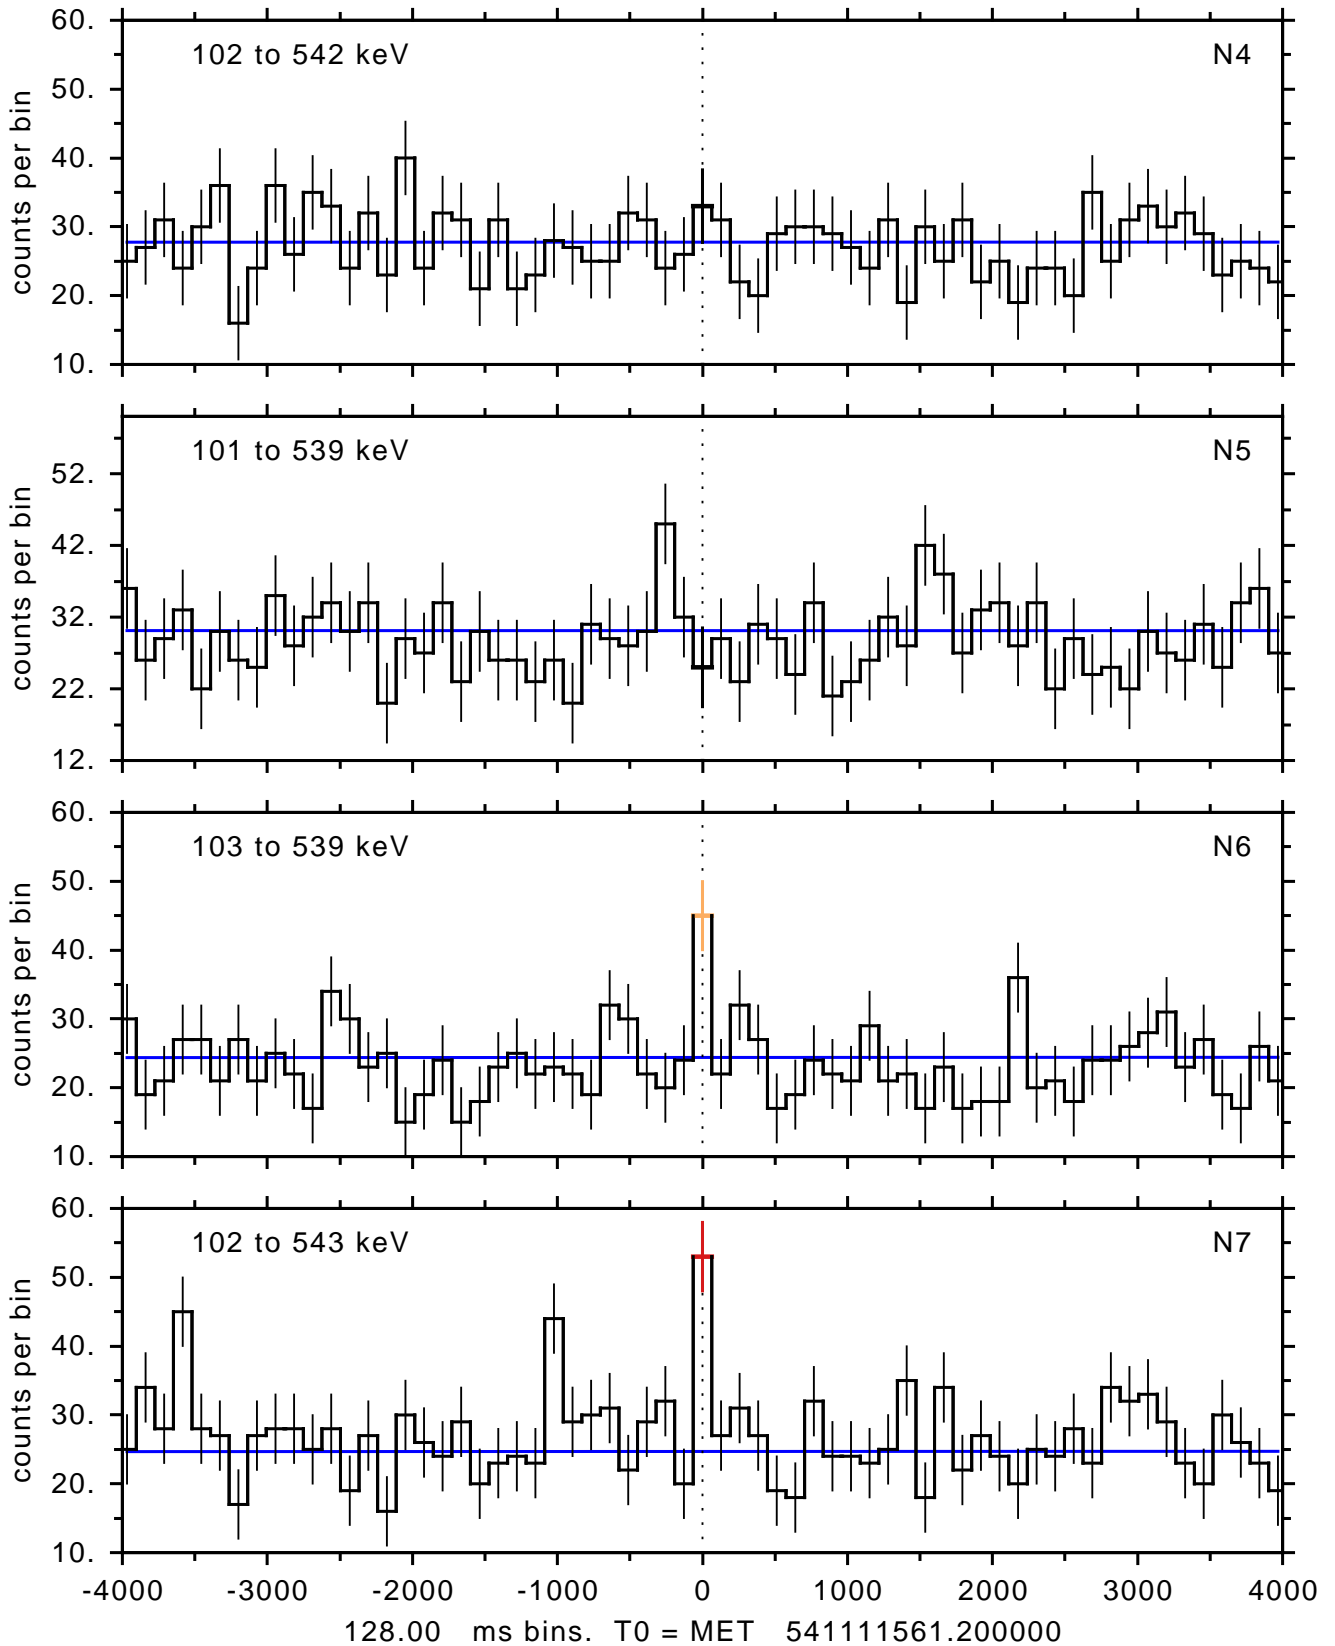 60.
102 to 542 keV N4
50.
40.
30.
20.
10.
counts per bin
101 to 539 keV N5
52.
42.
32.
22.
12.
counts per bin
60.
103 to 539 keV N6
50.
40.
30.
20.
10.
counts per bin
60.
102 to 543 keV N7
50.
40.
30.
20.
10.
counts per bin
-4000 -3000 -2000 -1000 0 1000 2000 3000 4000
128.00 ms bins. T0 = MET 541111561.200000